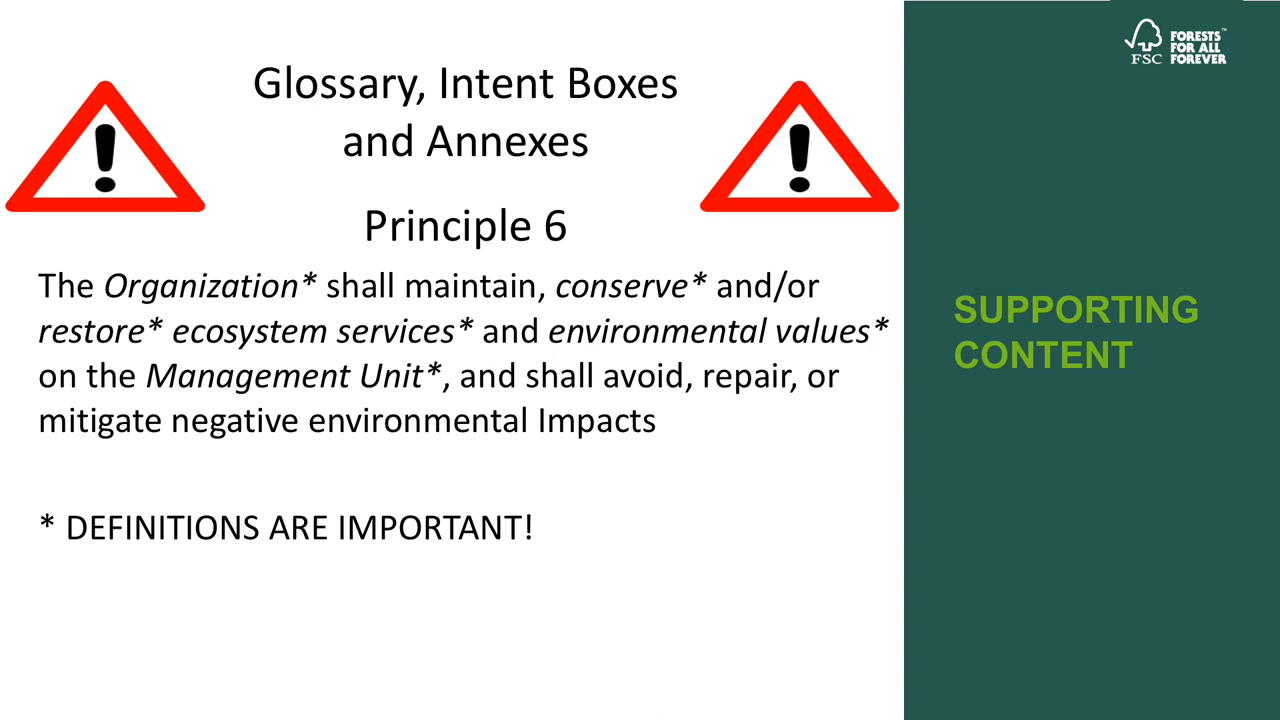 Glossary, Intent Boxes
and Annexes
Principle 6
The Organization* shall maintain, conserve* and/or
restore* ecosystem services* and environmental values*
on the Management Unit*, and shall avoid, repair, or
mitigate negative environmental Impacts
* DEFINITIONS ARE IMPORTANT!
FSC
FORESTS™
FOR ALL
FOREVER
SUPPORTING
CONTENT